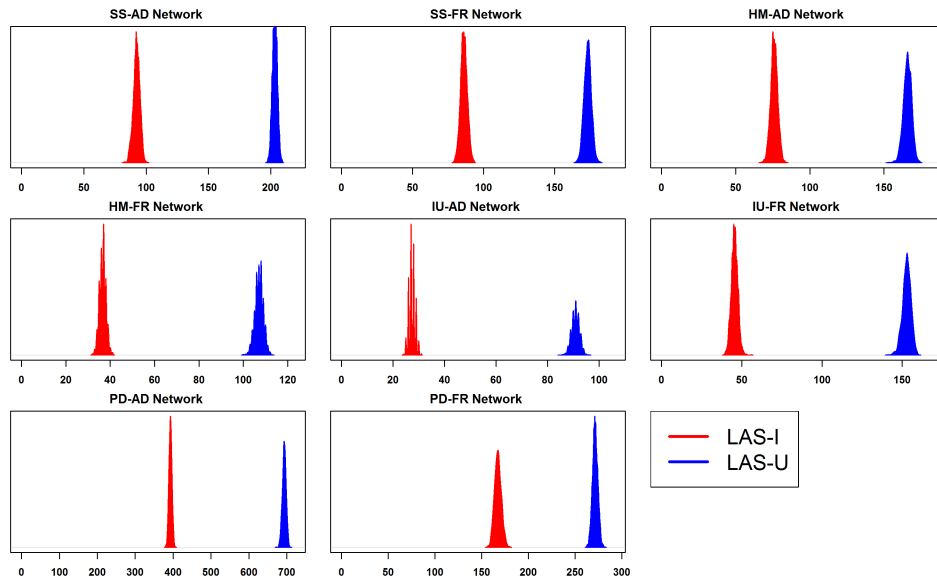 SS-AD Network
SS-FR Network
HM-AD Network
0 50 100 150 200
0 50 100 150
0 50 100 150
HM-FR Network
IU-AD Network
IU-FR Network
0 20 40 60 80 100 120
0 20 40 60 80 100
0 50 100 150
PD-AD Network
PD-FR Network
LAS-I
LAS-U
0 100 200 300 400 500 600 700
0 50 100 150 200 250 300